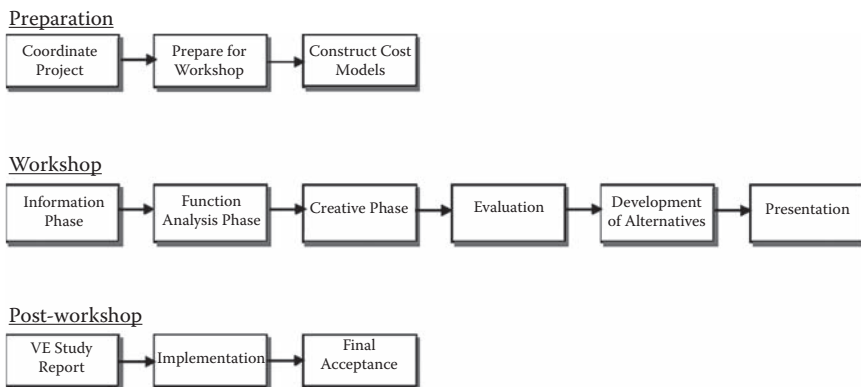 Preparation
Coordinate
Project
Prepare for
Workshop
Construct Cost
Models
Workshop
Information
Phase
Function
Analysis Phase
Creative Phase
Evaluation
Development
of Alternatives
Presentation
Post-workshop
VE Study
Report
Implementation
Final
Acceptance